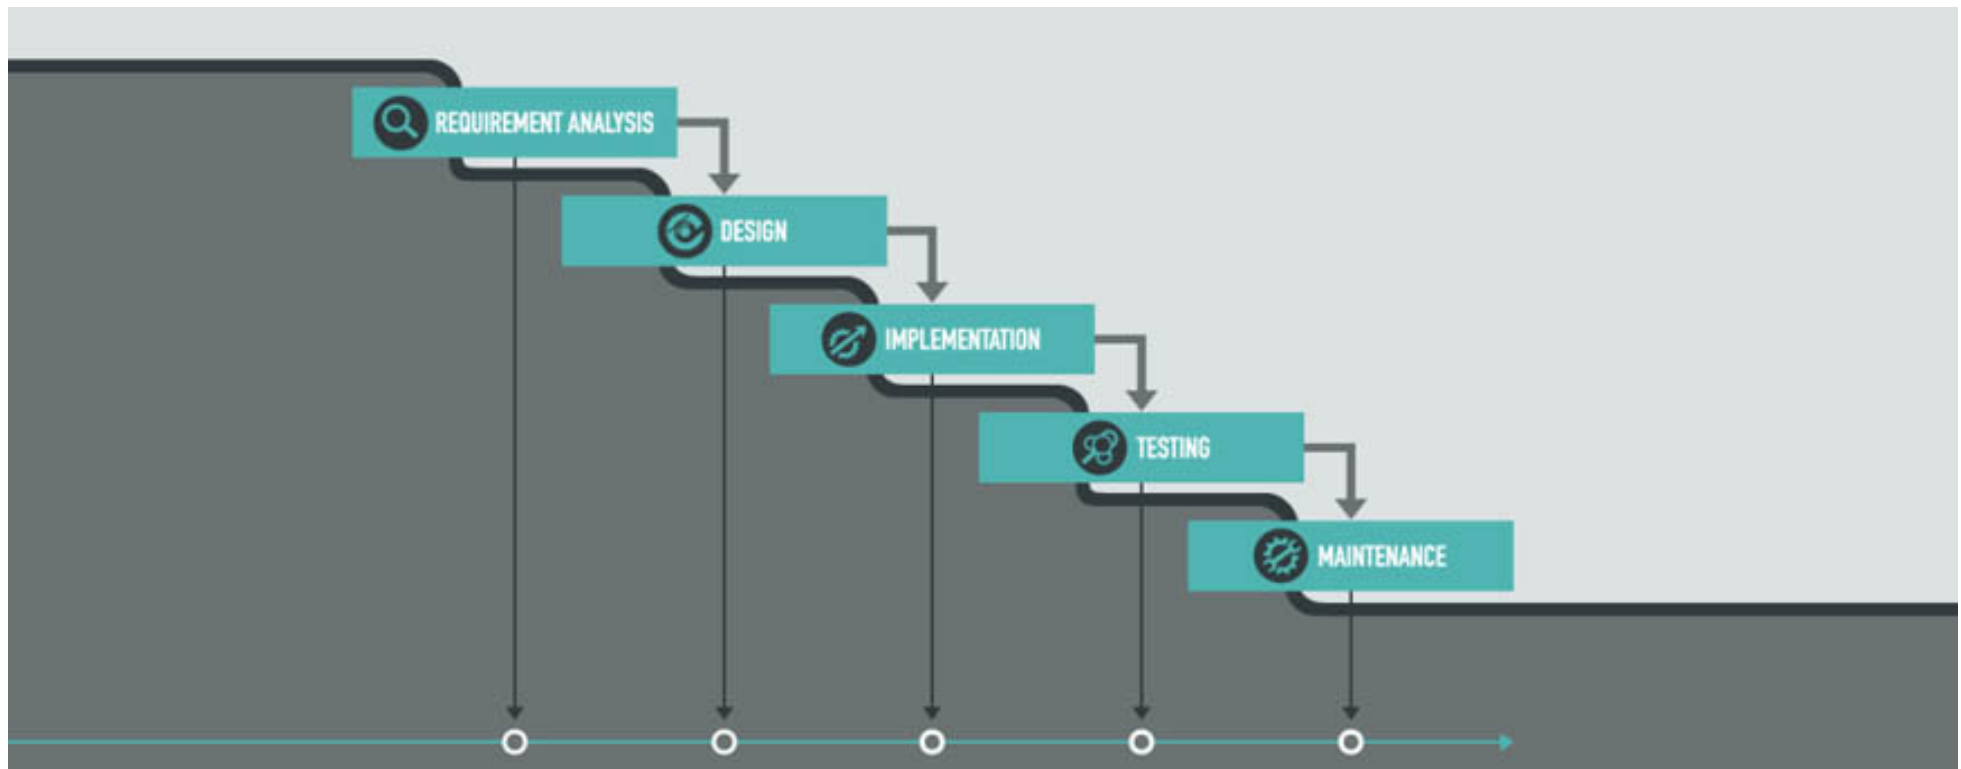 REQUIREMENT ANALYSIS
DESIGN
IMPLEMENTATION
TESTING
MAINTENANCE